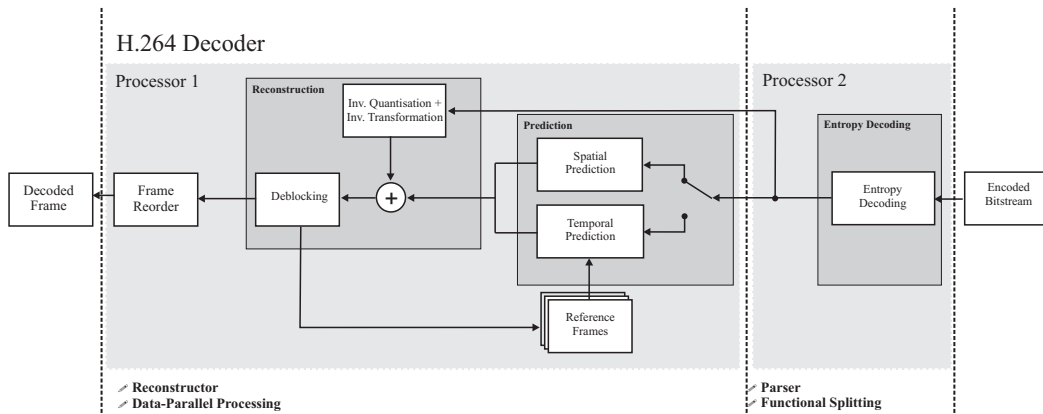 H.264 Decoder
Processor 1
Processor 2
Reconstruction
Inv. Quantisation +
Inv. Transformation
Prediction
Entropy Decoding
Spatial
Prediction
Decoded
Frame
Frame
Reorder
Deblocking
+
Temporal
Prediction
Entropy
Decoding
Encoded
Bitstream
Reference
Frames
Reconstructor
Data-Parallel Processing
Parser
Functional Splitting